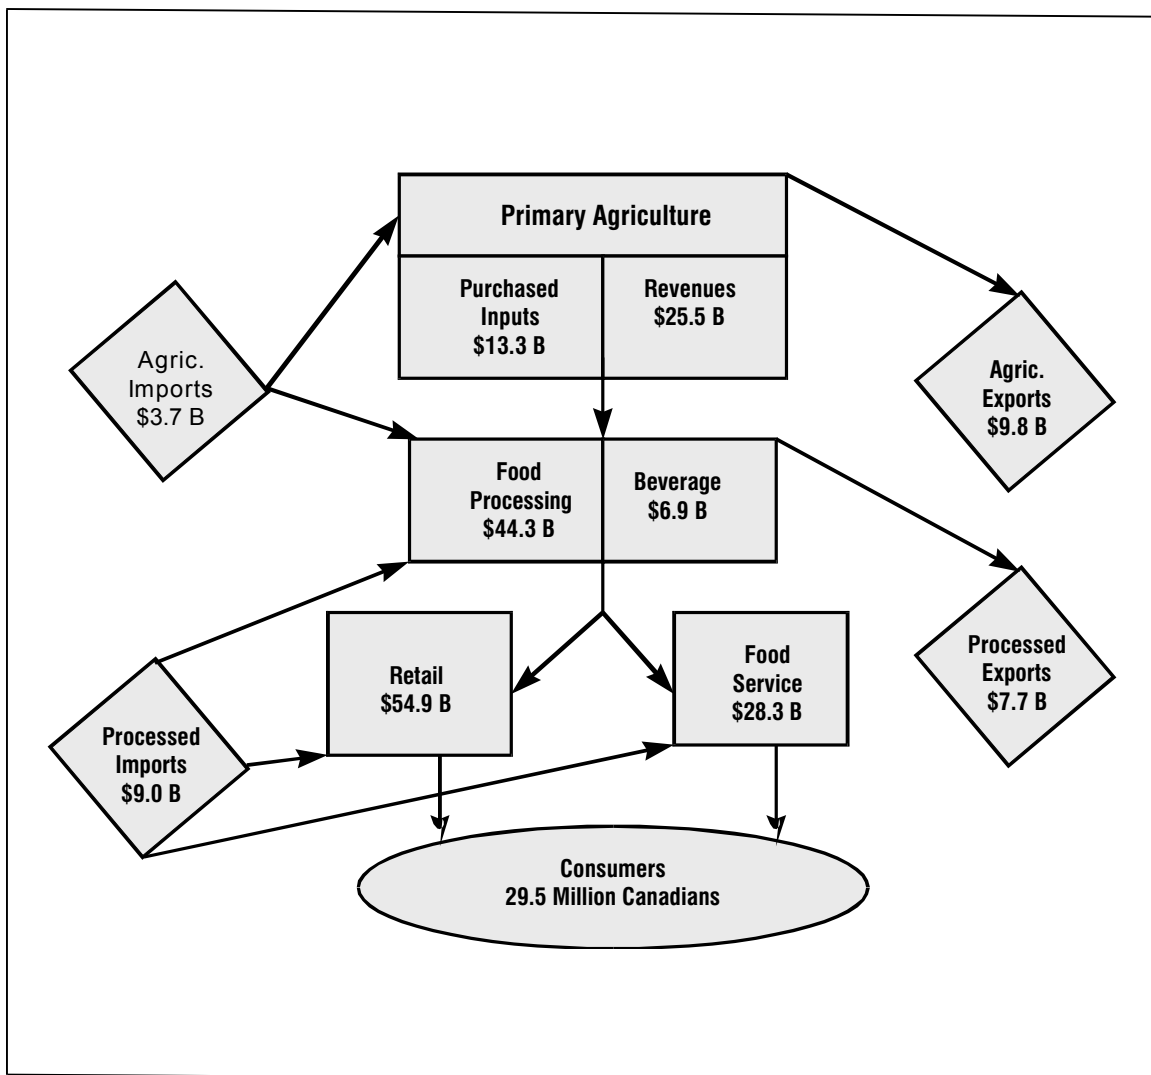 Primary Agriculture
Purchased
Inputs
$13.3 B
Revenues
$25.5 B
Agric.
Imports
$3.7 B
Agric.
Exports
$9.8 B
Food
Processing
$44.3 B
Beverage
$6.9 B
Retail
$54.9 B
Food
Service
$28.3 B
Processed
Exports
$7.7 B
Processed
Imports
$9.0 B
Consumers
29.5 Million Canadians